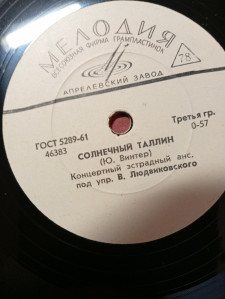 МЕЛОДИЯ
ВСЕСОЮЗНАЯ ФИРМА ГРАМПЛАСТИНОК
78
АПРЕЛЕВСКИЙ ЗАВОД
ГОСТ 5289-61
46383
Третья гр.
0-57
СОЛНЕЧНЫЙ ТАЛЛИН
(Ю. Винтер)
Концертный эстрадный анс.
под упр. В. Людвиковского